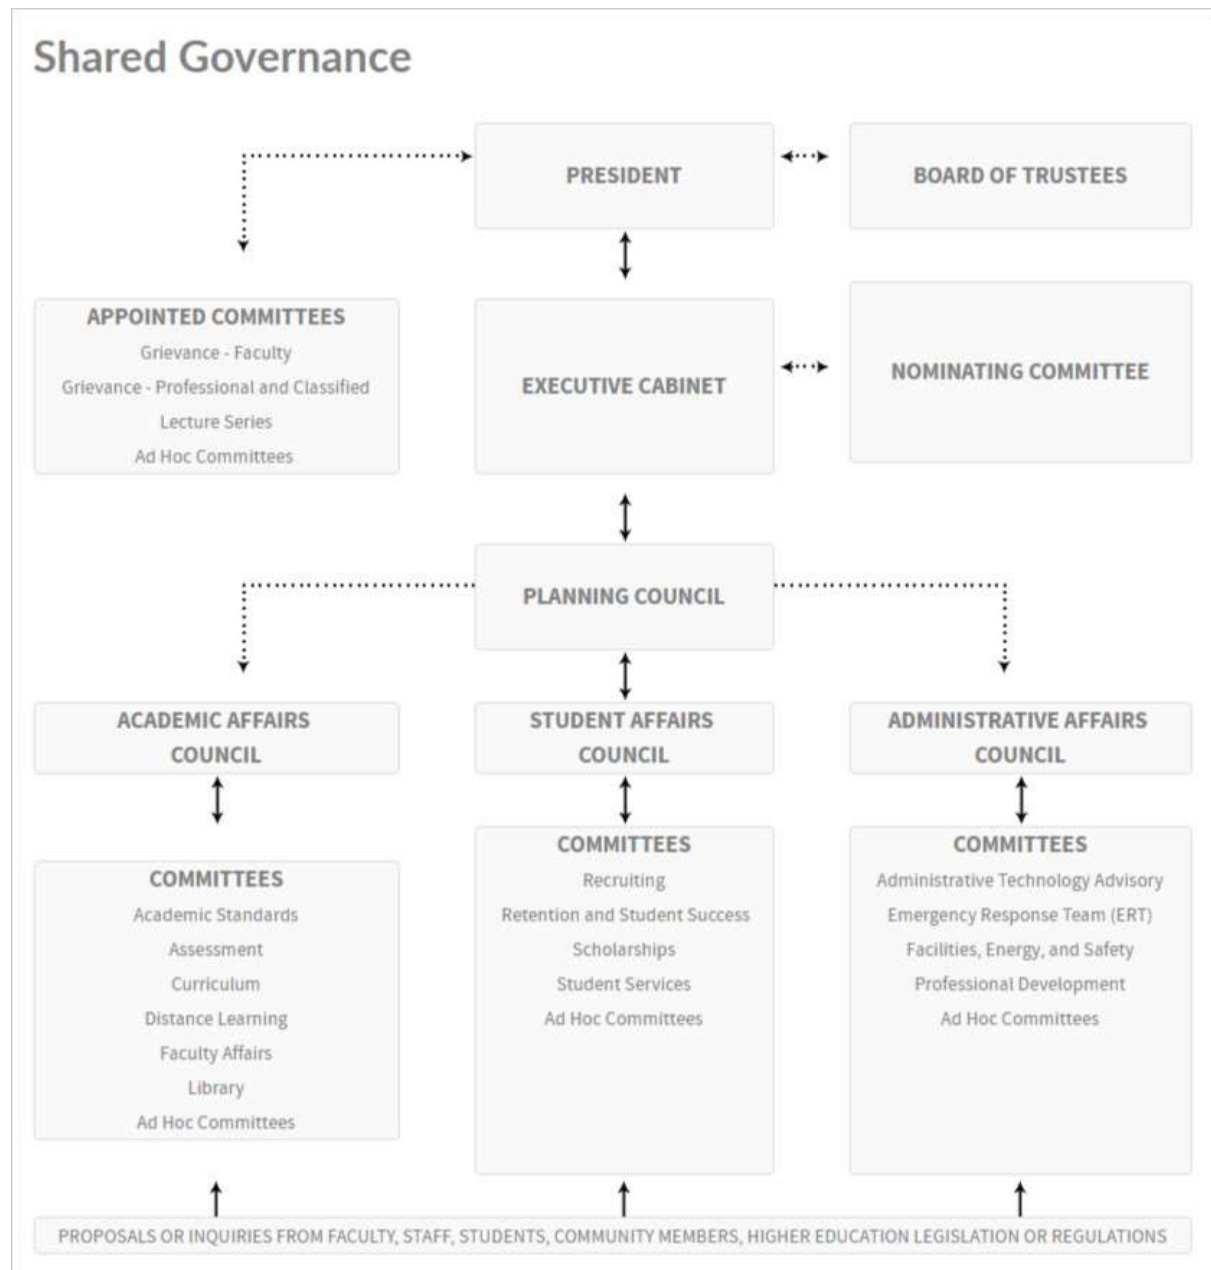 Shared Governance
PRESIDENT
BOARD OF TRUSTEES
APPOINTED COMMITTEES
Grievance - Faculty
Grievance - Professional and Classified
Lecture Series
Ad Hoc Committees
EXECUTIVE CABINET
NOMINATING COMMITTEE
PLANNING COUNCIL
ACADEMIC AFFAIRS
COUNCIL
STUDENT AFFAIRS
COUNCIL
ADMINISTRATIVE AFFAIRS
COUNCIL
COMMITTEES
Academic Standards
Assessment
Curriculum
Distance Learning
Faculty Affairs
Library
Ad Hoc Committees
COMMITTEES
Recruiting
Retention and Student Success
Scholarships
Student Services
Ad Hoc Committees
COMMITTEES
Administrative Technology Advisory
Emergency Response Team (ERT)
Facilities, Energy, and Safety
Professional Development
Ad Hoc Committees
PROPOSALS OR INQUIRIES FROM FACULTY, STAFF, STUDENTS, COMMUNITY MEMBERS, HIGHER EDUCATION LEGISLATION OR REGULATIONS